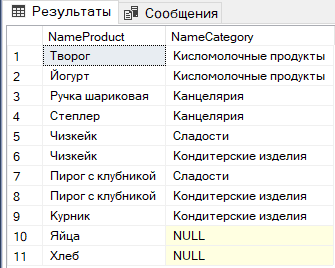 Результаты Сообщения
NameProduct NameCategory
1 Творог Кисломолочные продукты
2 Йогурт Кисломолочные продукты
3 Ручка шариковая Канцелярия
4 Степлер Канцелярия
5 Чизкейк Сладости
6 Чизкейк Кондитерские изделия
7 Пирог с клубникой Сладости
8 Пирог с клубникой Кондитерские изделия
9 Курник Кондитерские изделия
10 Яйца NULL
11 Хлеб NULL